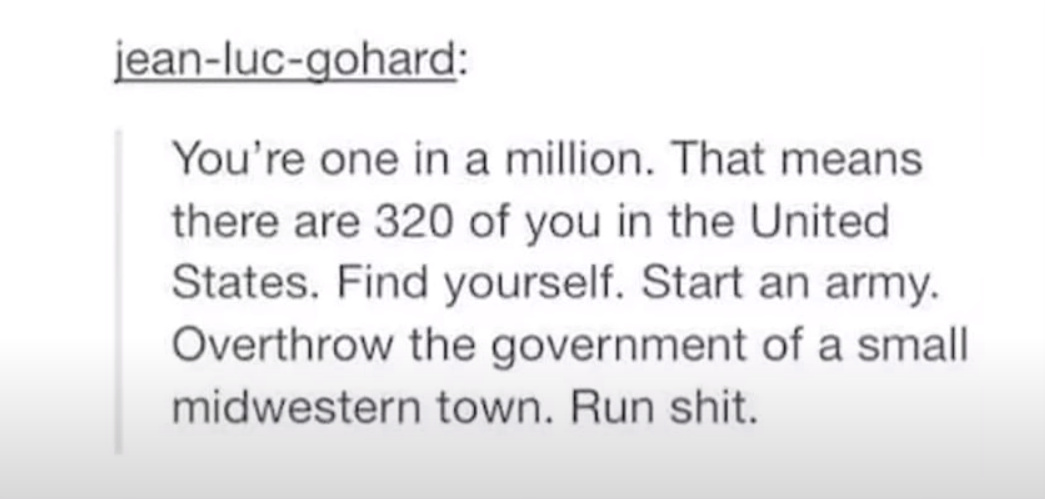 jean-luc-gohard:
You’re one in a million. That means
there are 320 of you in the United
States. Find yourself. Start an army.
Overthrow the government of a small
midwestern town. Run shit.